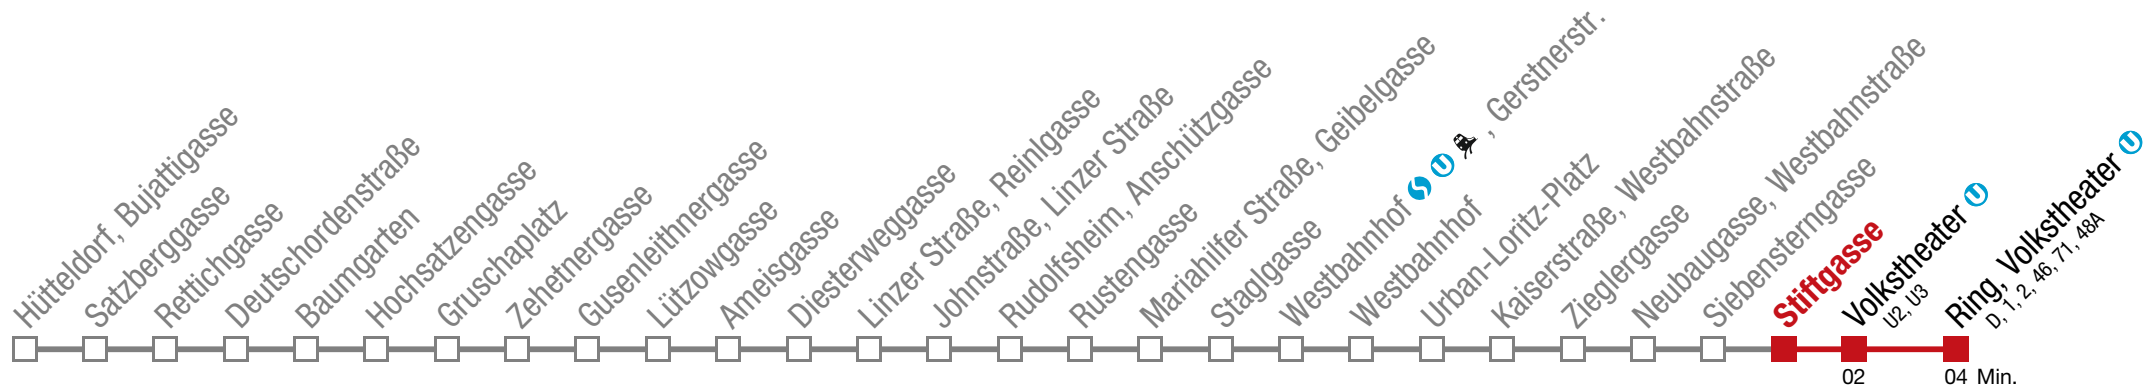 Hütteldorf, Bujattigasse
Satzberggasse
Rettichgasse
Deutschordenstraße
Baumgarten
Hochsatzengasse
Gruschaplatz
Zehetnergasse
Gusenleithnergasse
Lützowgasse
Ameisgasse
Diesterweggasse
Linzer Straße, Reinlgasse
Johnstraße, Linzer Straße
Rudolfsheim, Anschützgasse
Rustengasse
Mariahilfer Straße, Geibelgasse
Staglgasse
Westbahnhof S U , Gerstnerstr.
Westbahnhof
Urban-Loritz-Platz
Kaiserstraße, Westbahnstraße
Zieglergasse
Neubaugasse, Westbahnstraße
Siebensterngasse
Stiftgasse
Volkstheater U
U2, U3
Ring, Volkstheater U
D, 1, 2, 46, 71, 48A
02 04 Min.